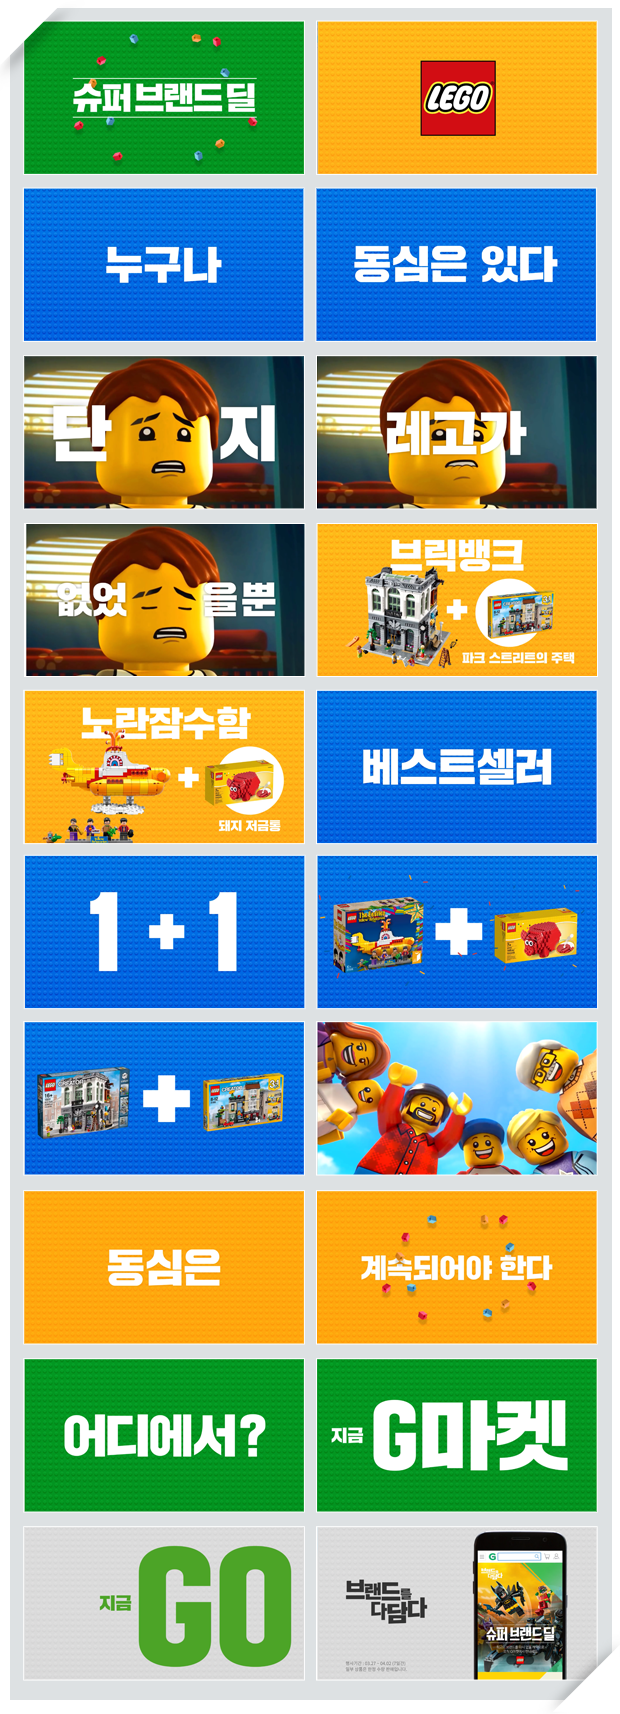 슈퍼 브랜드 딜
LEGO
누구나
동심은 있다
단 지
레고가
없었 을 뿐
브릭뱅크
+
파크 스트리트의 주택
노란잠수함
+
돼지 저금통
베스트셀러
1+1
+
+
동심은
계속되어야 한다
어디에서?
지금 G마켓
지금 GO
브랜드를
다담다
슈퍼 브랜드 딜